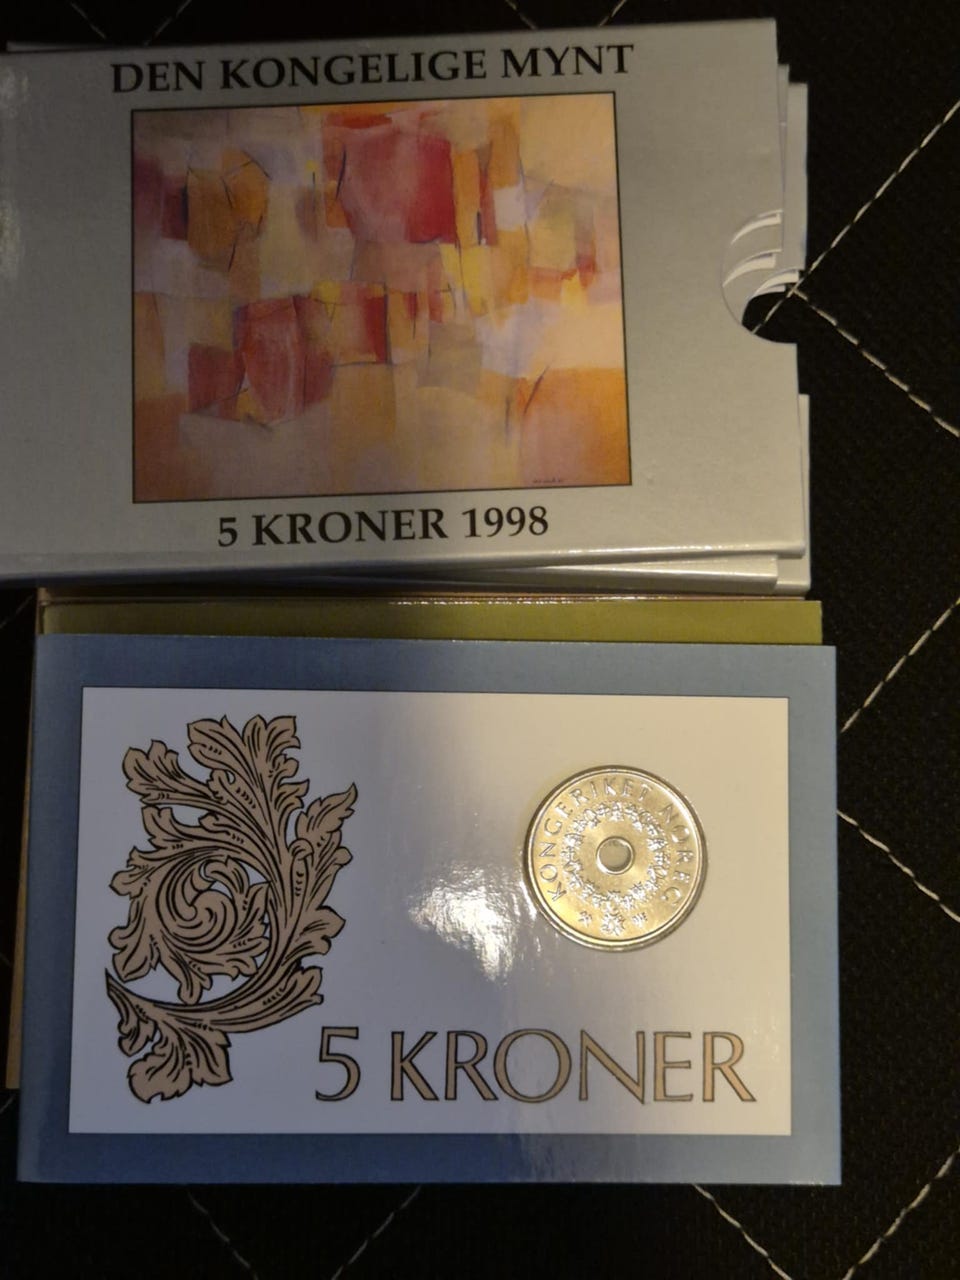 DEN KONGELIGE MYNT
5 KRONER 1998
KONGERIKET NORGE
5 KRONER